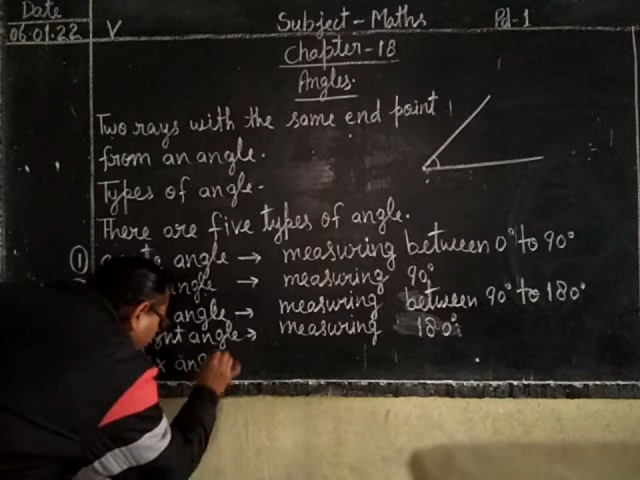 Date
06.01.22
V
Subject - Maths
Pd-1
Chapter-18
Angles.
Two rays with the same end point
from an angle.
Types of angle.
There are five types of angle.
① angle → measuring between 0° to 90°
angle → measuring 90°
angle → measuring between 90° to 180°
angle → measuring 180°